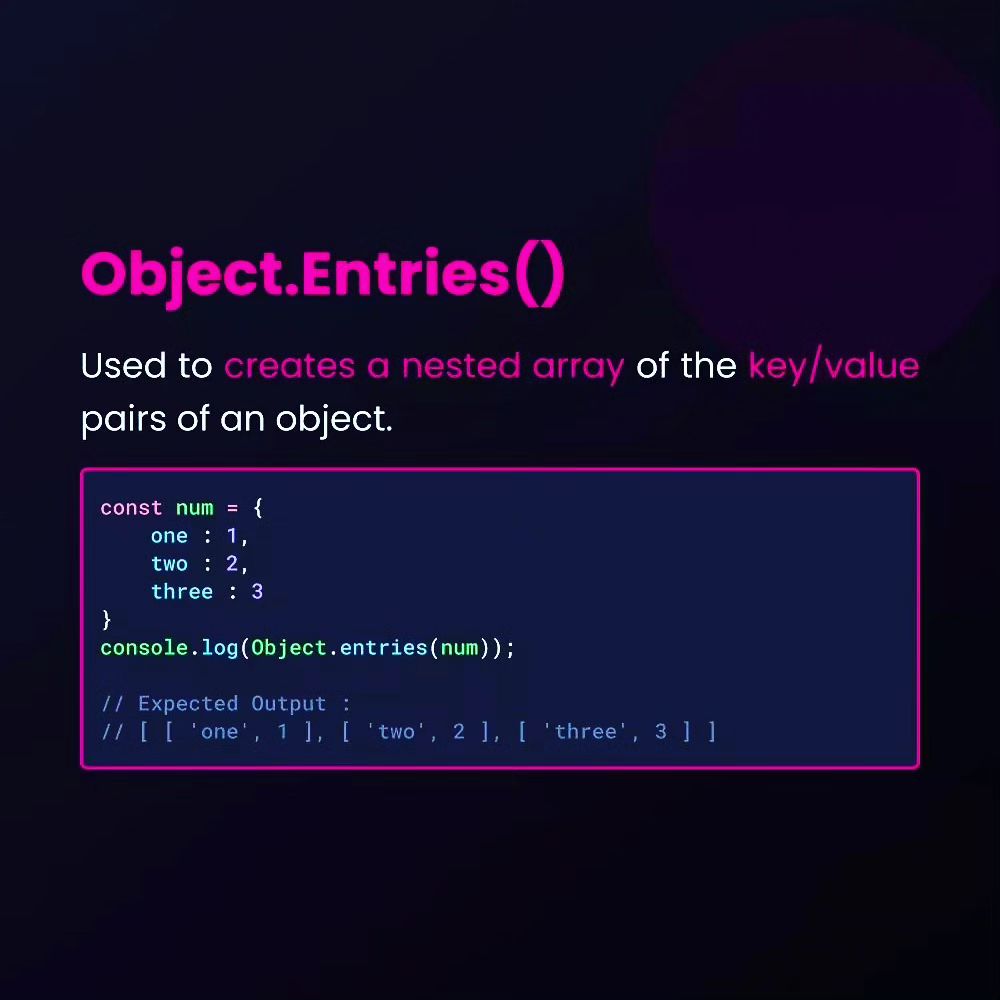 Object.Entries()
Used to creates a nested array of the key/value
pairs of an object.
const num = {
    one : 1,
    two : 2,
    three : 3
}
console.log(Object.entries(num));
// Expected Output :
// [ [ 'one', 1 ], [ 'two', 2 ], [ 'three', 3 ] ]